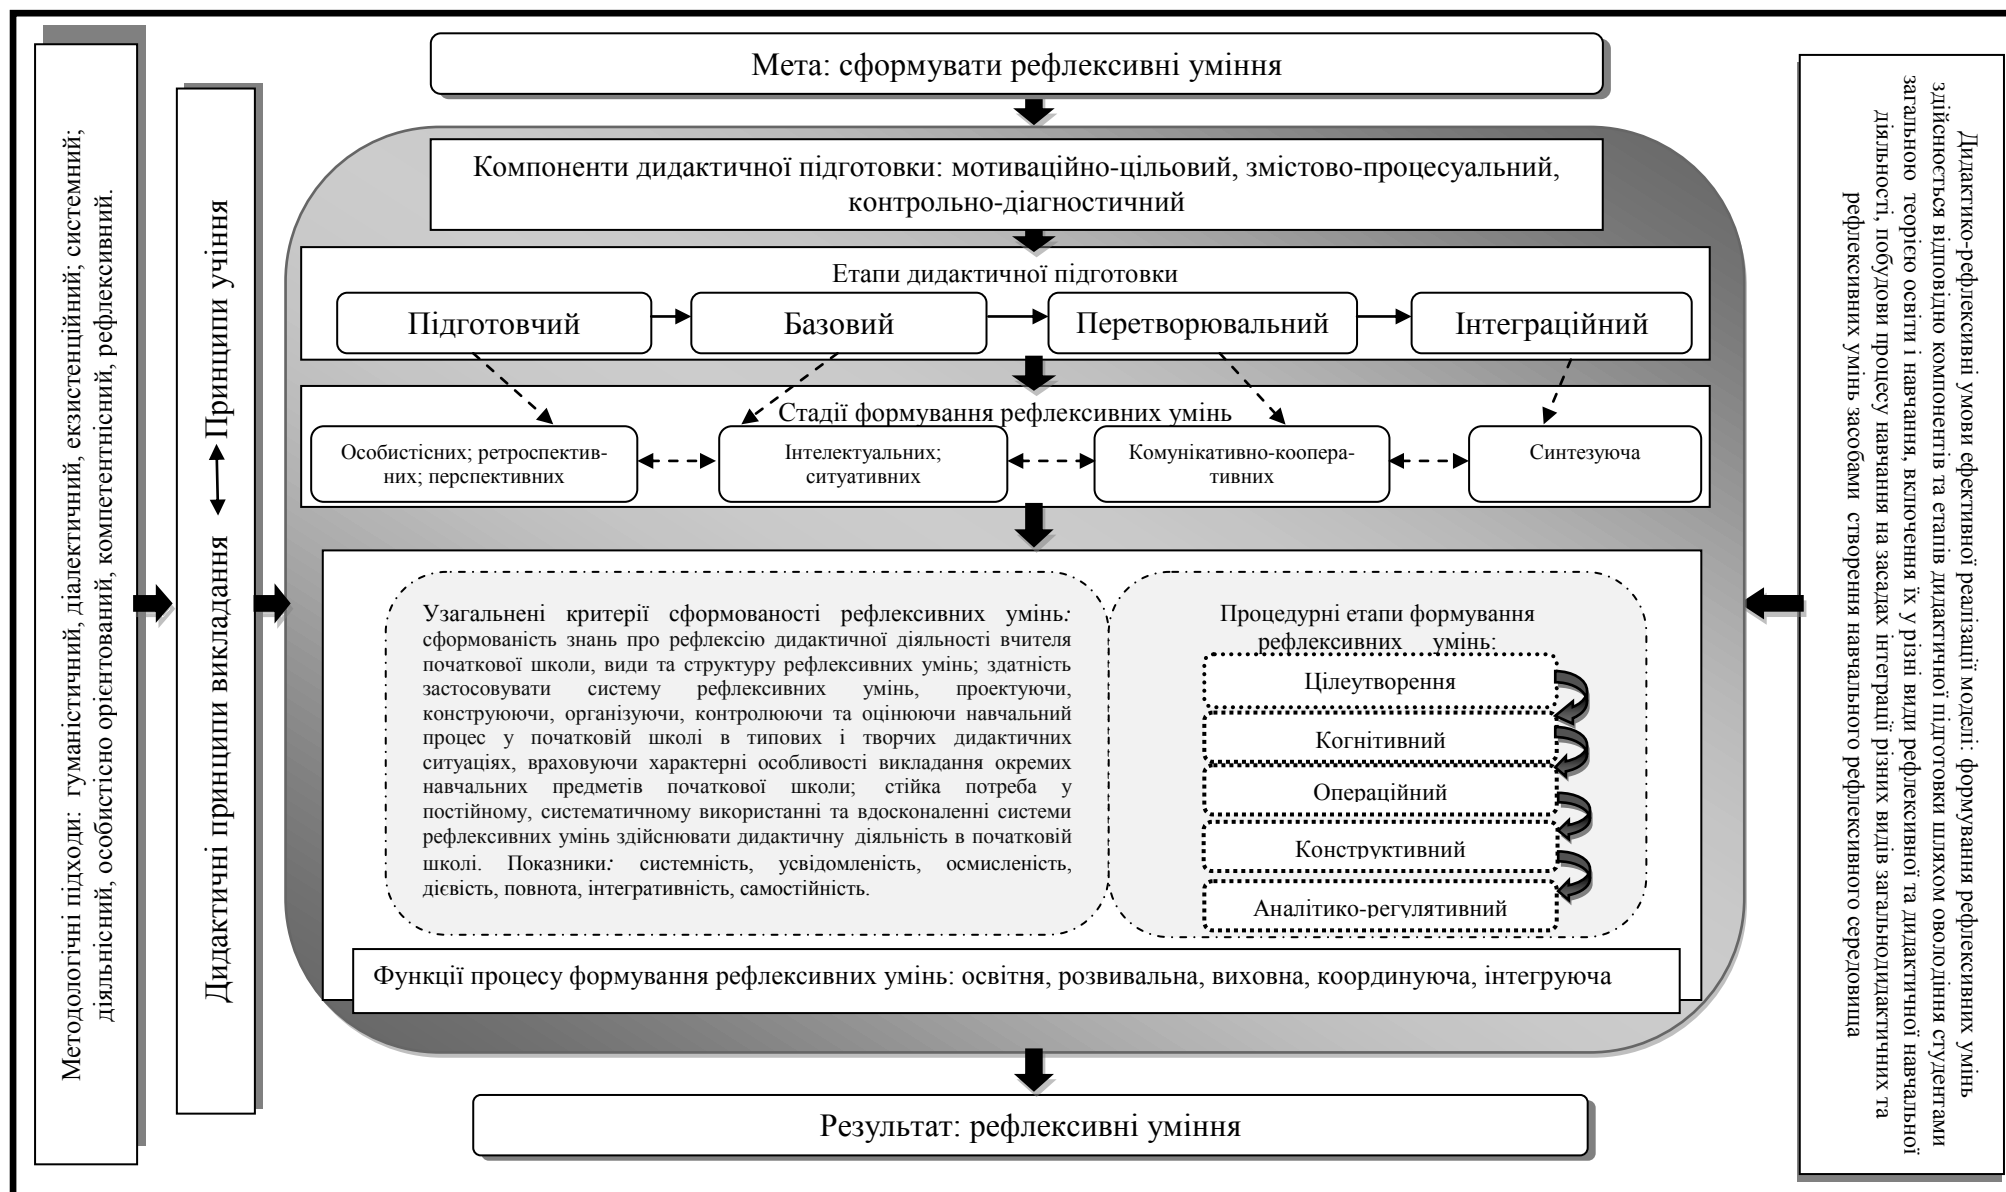 Мета: сформувати рефлексивні уміння
Методологічні підходи: гуманістичний, діалектичний, екзистенційний; системний;
діяльнісний, особистісно орієнтований, компетентнісний, рефлексивний.
Дидактичні принципи викладання Принципи учіння
Компоненти дидактичної підготовки: мотиваційно-цільовий, змістово-процесуальний,
контрольно-діагностичний
Етапи дидактичної підготовки
Підготовчий
Базовий
Перетворювальний
Інтеграційний
Стадії формування рефлексивних умінь
Особистісних; ретроспектив-
них; перспективних
Інтелектуальних;
ситуативних
Комунікативно-коопера-
тивних
Синтезуюча
Узагальнені критерії сформованості рефлексивних умінь:
сформованість знань про рефлексію дидактичної діяльності вчителя
початкової школи, види та структуру рефлексивних умінь; здатність
застосовувати систему рефлексивних умінь, проектуючи,
конструюючи, організуючи, контролюючи та оцінюючи навчальний
процес у початковій школі в типових і творчих дидактичних
ситуаціях, враховуючи характерні особливості викладання окремих
навчальних предметів початкової школи; стійка потреба у
постійному, систематичному використанні та вдосконаленні системи
рефлексивних умінь здійснювати дидактичну діяльність в початковій
школі. Показники: системність, усвідомленість, осмисленість,
дієвість, повнота, інтегративність, самостійність.
Процедурні етапи формування
рефлексивних умінь:
Цілеутворення
Когнітивний
Операційний
Конструктивний
Аналітико-регулятивний
Функції процесу формування рефлексивних умінь: освітня, розвивальна, виховна, координуюча, інтегруюча
Результат: рефлексивні уміння
Дидактико-рефлексивні умови ефективної реалізації моделі: формування рефлексивних умінь
здійснюється відповідно компонентів та етапів дидактичної підготовки шляхом оволодіння студентами
загальною теорією освіти і навчання, включення їх у різні види рефлексивної та дидактичної навчальної
діяльності, побудови процесу навчання на засадах інтеграції різних видів загальнодидактичних та
рефлексивних умінь засобами створення навчального рефлексивного середовища